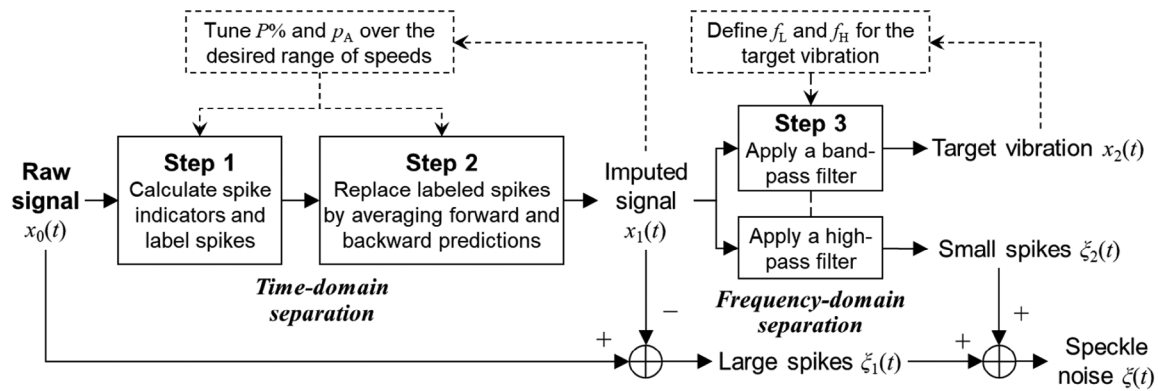 Tune P% and pA over the
desired range of speeds
Define fL and fH for the
target vibration
Raw
signal
x0(t)
Step 1
Calculate spike
indicators and
label spikes
Step 2
Replace labeled spikes
by averaging forward and
backward predictions
Imputed
signal
x1(t)
Step 3
Apply a band-
pass filter
Target vibration x2(t)
Apply a high-
pass filter
Small spikes ξ2(t)
Time-domain
separation
Frequency-domain
separation
+
−
Large spikes ξ1(t)
+
+
Speckle
noise ξ(t)